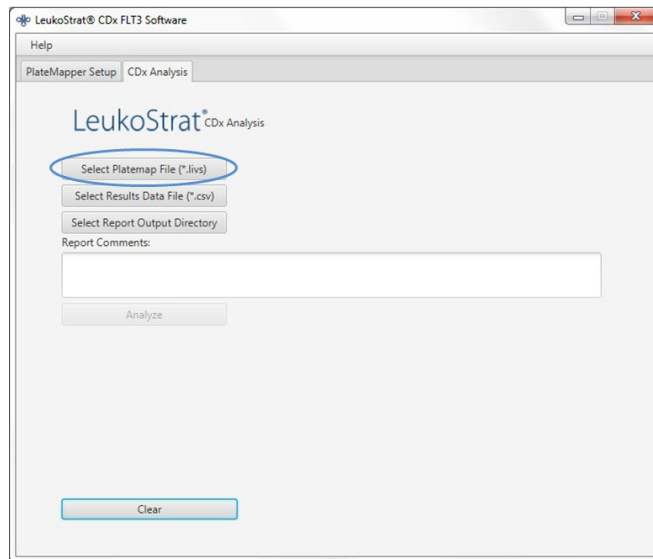 LeukoStrat® CDx FLT3 Software
Help
PlateMapper Setup CDx Analysis
LeukoStrat® CDx Analysis
Select Platemap File (*.livs)
Select Results Data File (*.csv)
Select Report Output Directory
Report Comments:
Analyze
Clear